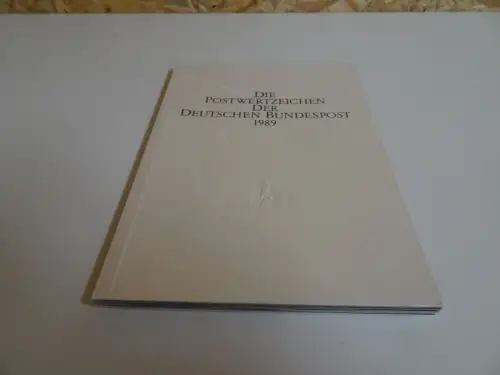 DIE
POSTWERTZEICHEN
DER
DEUTSCHEN BUNDESPOST
1989